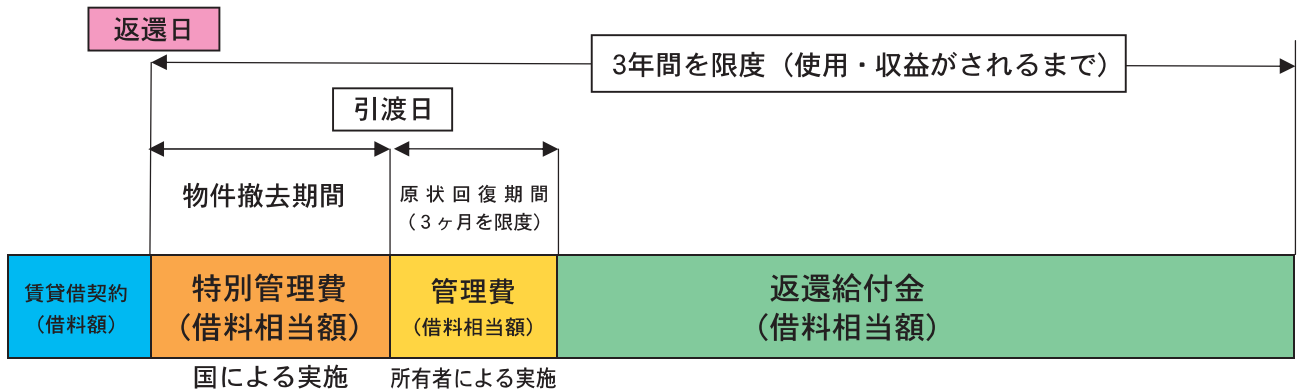 返還日
3年間を限度（使用・収益がされるまで）
引渡日
物件撤去期間
原状回復期間
（3ヶ月を限度）
賃貸借契約
（借料額）
特別管理費
（借料相当額）
管理費
（借料相当額）
返還給付金
（借料相当額）
国による実施
所有者による実施